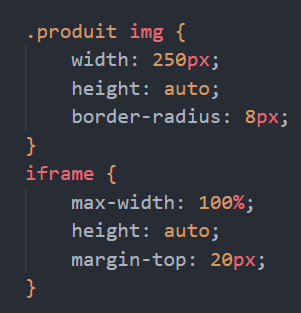 .produit img {
    width: 250px;
    height: auto;
    border-radius: 8px;
}
iframe {
    max-width: 100%;
    height: auto;
    margin-top: 20px;
}